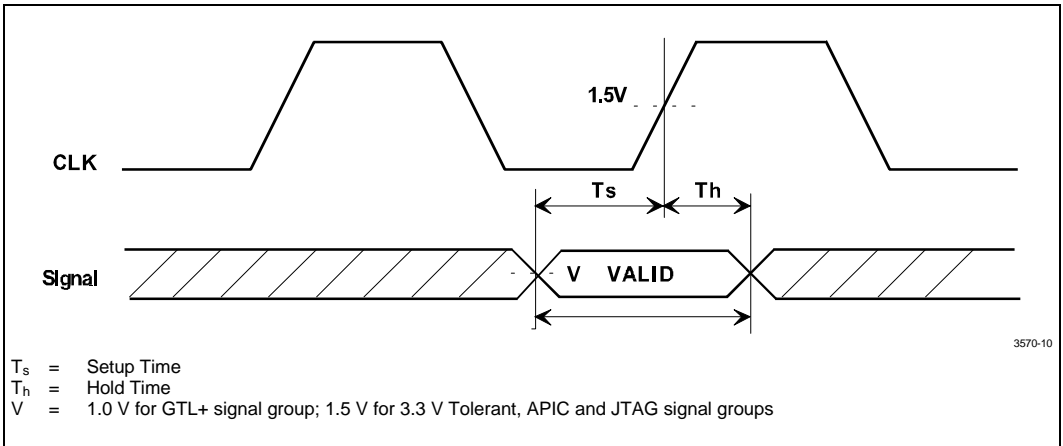 1.5V
CLK
Ts Th
Signal
V VALID
3570-10
Ts = Setup Time
Th = Hold Time
V = 1.0 V for GTL+ signal group; 1.5 V for 3.3 V Tolerant, APIC and JTAG signal groups